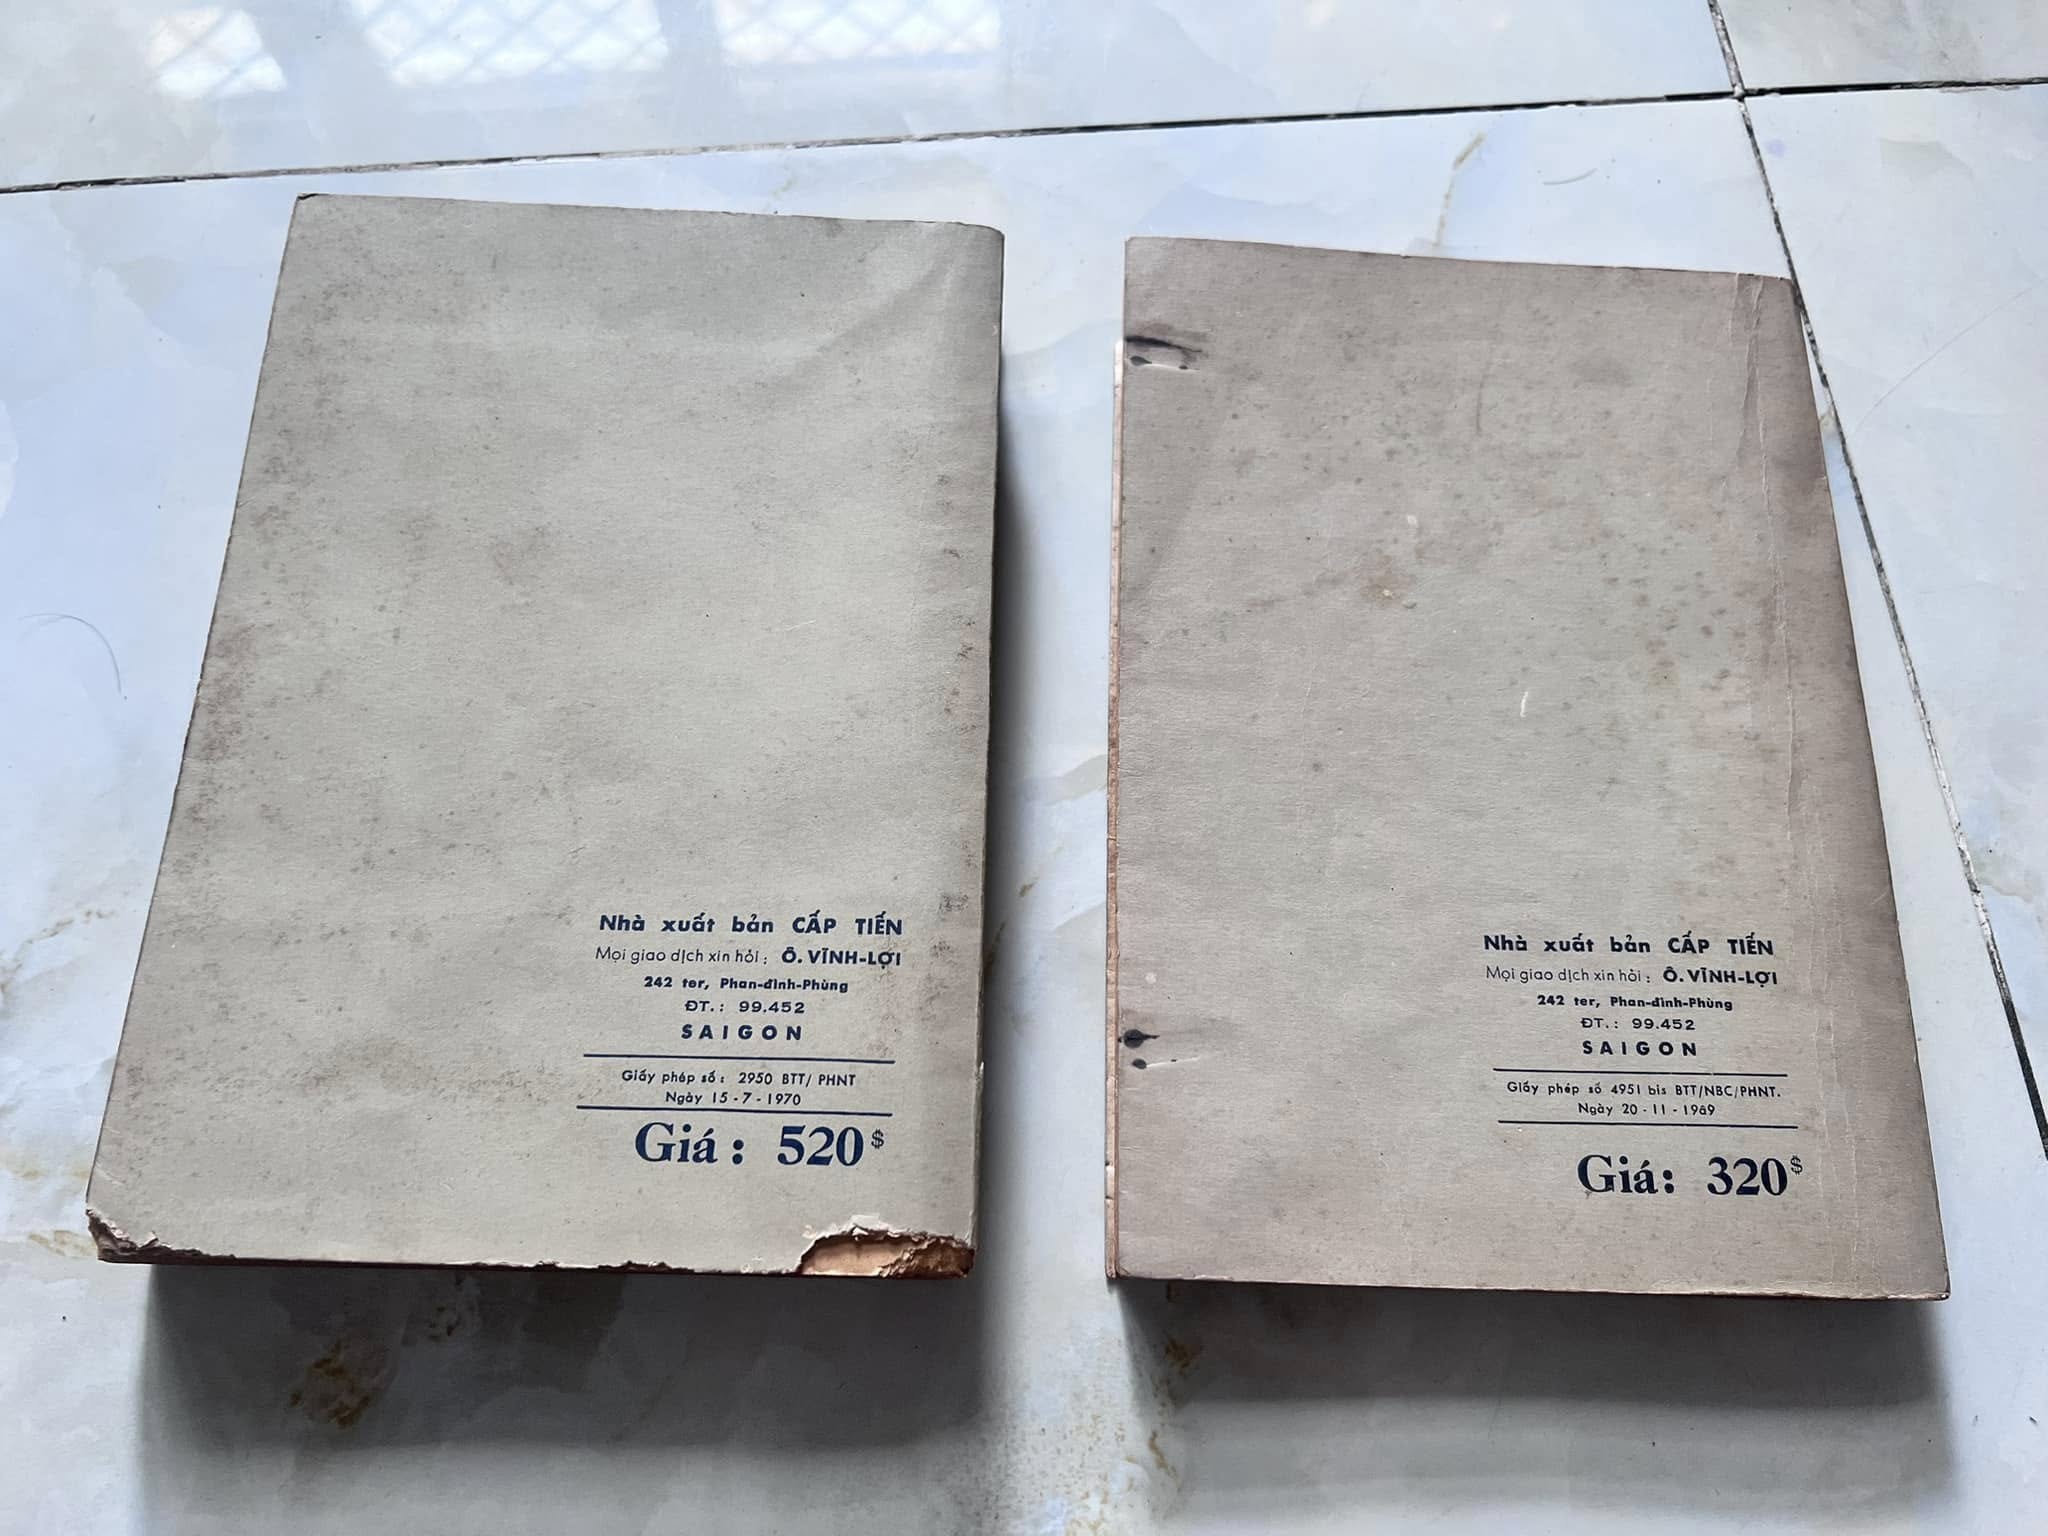 Nhà xuất bản CẤP TIẾN
Mọi giao dịch xin hỏi: Ô. VĨNH-LỢI
242 ter, Phan-đình-Phùng
ĐT.: 99.452
SAIGON
Giấy phép số: 2950 BTT/ PHNT
Ngày 15 - 7 - 1970
Giá: 520$
Nhà xuất bản CẤP TIẾN
Mọi giao dịch xin hỏi: Ô. VĨNH-LỢI
242 ter, Phan-đình-Phùng
ĐT.: 99.452
SAIGON
Giấy phép số 4951 bis BTT/NBC/PHNT.
Ngày 20 - 11 - 1969
Giá: 320$